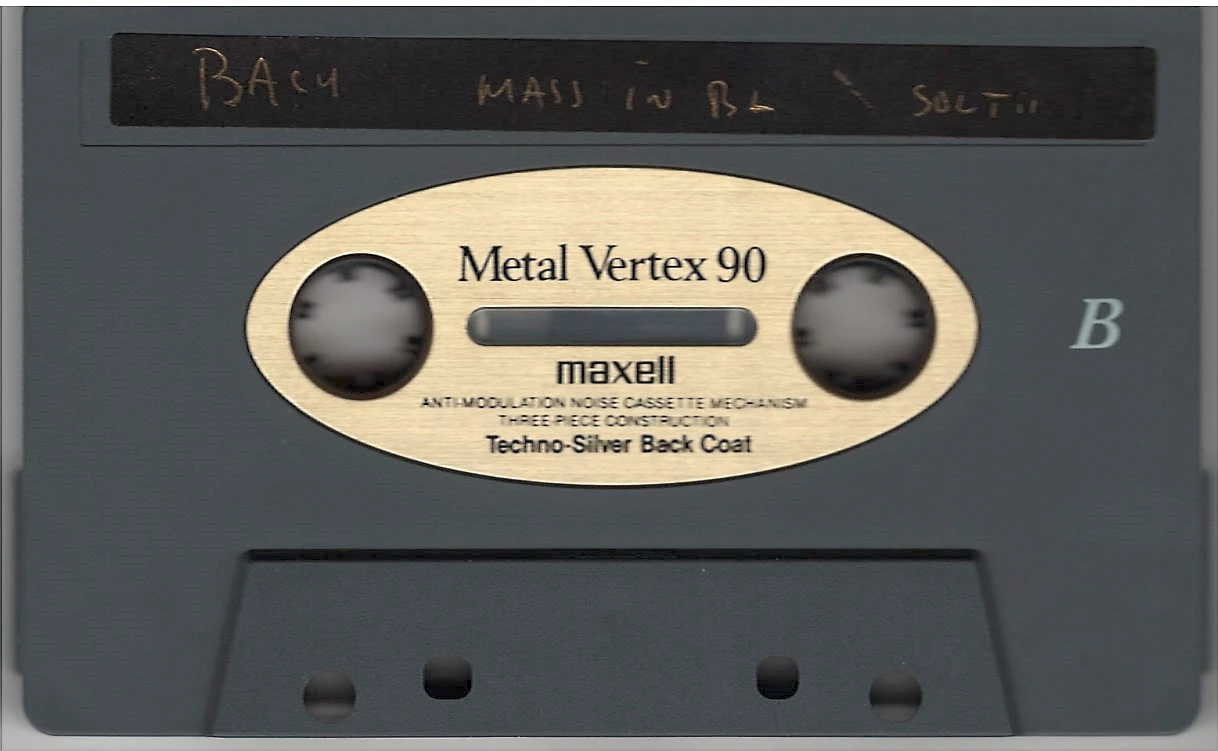 BACH MASS IN Bb SOLTI
Metal Vertex 90
B
maxell
ANTI-MODULATION NOISE CASSETTE MECHANISM
THREE-PIECE CONSTRUCTION
Techno-Silver Back Coat